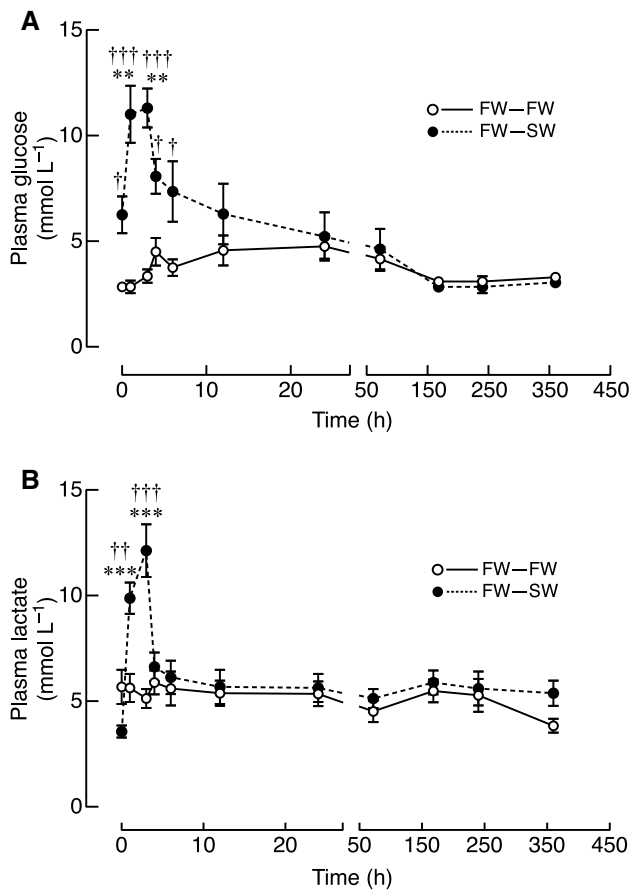 A
15
10
5
0
Plasma glucose
(mmol L⁻¹)
††† †††
** **
† †
†
FW—FW
FW—SW
0 10 20 50 150 250 350 450
Time (h)
B
15
10
5
0
Plasma lactate
(mmol L⁻¹)
†††
***
††
***
FW—FW
FW—SW
0 10 20 50 150 250 350 450
Time (h)